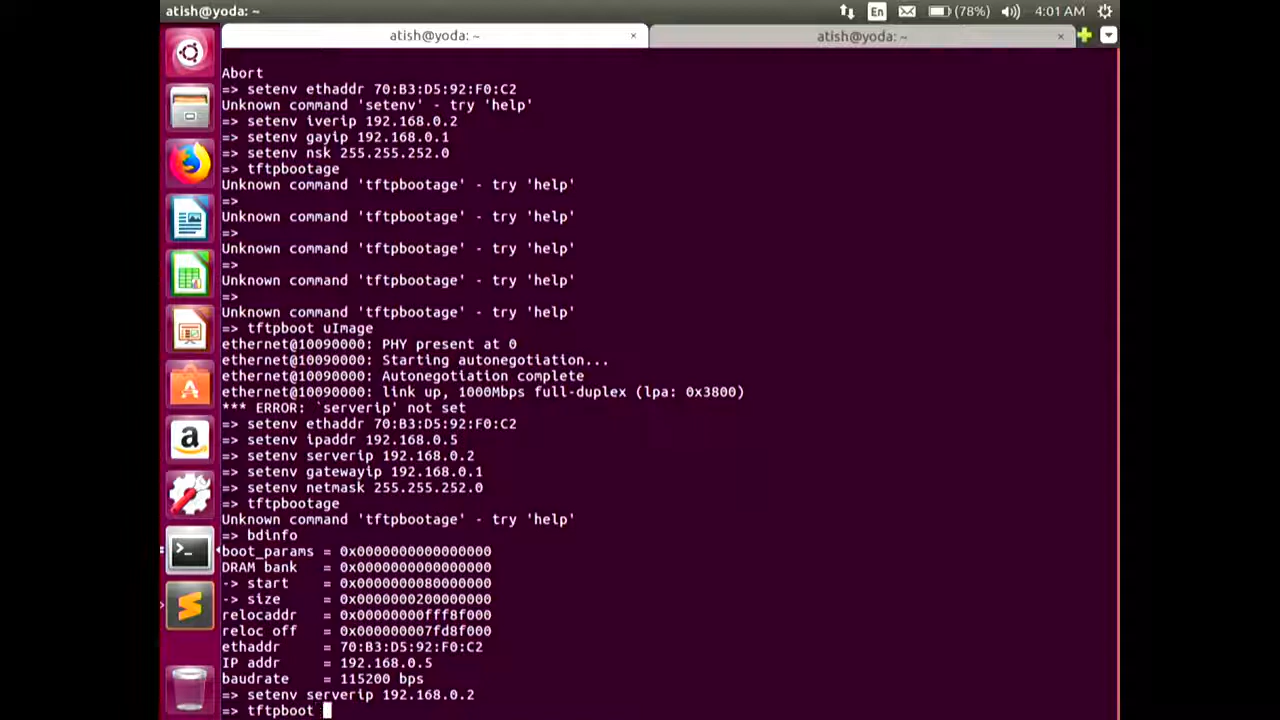 atish@yoda: ~
En
(78%)
4:01 AM
atish@yoda: ~ ×
atish@yoda: ~ ×
Abort
=> setenv ethaddr 70:B3:D5:92:F0:C2
Unknown command 'setenv' - try 'help'
=> setenv iverip 192.168.0.2
=> setenv gayip 192.168.0.1
=> setenv nsk 255.255.252.0
=> tftpbootage
Unknown command 'tftpbootage' - try 'help'
=>
Unknown command 'tftpbootage' - try 'help'
=>
Unknown command 'tftpbootage' - try 'help'
=>
Unknown command 'tftpbootage' - try 'help'
=>
Unknown command 'tftpbootage' - try 'help'
=> tftpboot uImage
ethernet@10090000: PHY present at 0
ethernet@10090000: Starting autonegotiation...
ethernet@10090000: Autonegotiation complete
ethernet@10090000: link up, 1000Mbps full-duplex (lpa: 0x3800)
*** ERROR: `serverip' not set
=> setenv ethaddr 70:B3:D5:92:F0:C2
=> setenv ipaddr 192.168.0.5
=> setenv serverip 192.168.0.2
=> setenv gatewayip 192.168.0.1
=> setenv netmask 255.255.252.0
=> tftpbootage
Unknown command 'tftpbootage' - try 'help'
=> bdinfo
boot_params = 0x0000000000000000
DRAM bank   = 0x0000000000000000
-> start    = 0x0000000080000000
-> size     = 0x0000000200000000
relocaddr   = 0x00000000fff8f000
reloc off   = 0x000000007fd8f000
ethaddr     = 70:B3:D5:92:F0:C2
IP addr     = 192.168.0.5
baudrate    = 115200 bps
=> setenv serverip 192.168.0.2
=> tftpboot